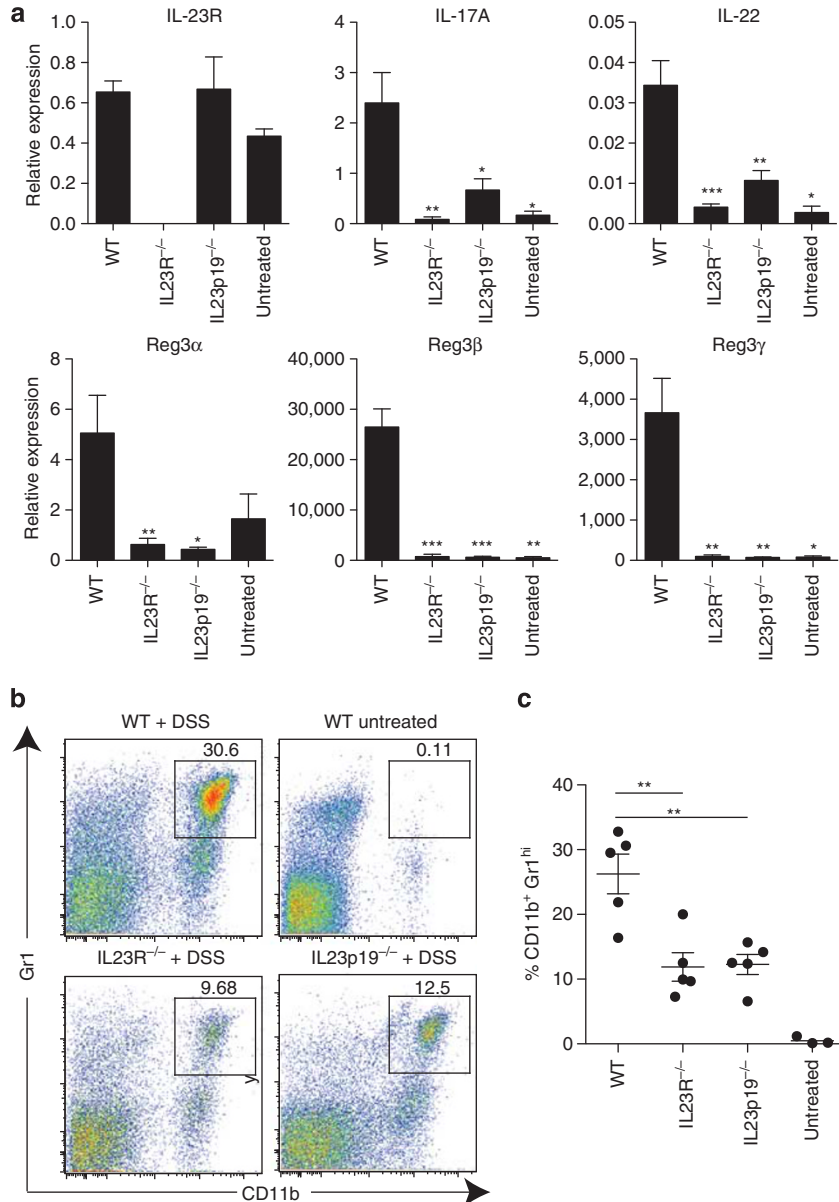 a
IL-23R
IL-17A
IL-22
Relative expression
1.0
0.8
0.6
0.4
0.2
0.0
WT
IL23R–/–
IL23p19–/–
Untreated
4
3
2
1
0
**
*
*
WT
IL23R–/–
IL23p19–/–
Untreated
0.05
0.04
0.03
0.02
0.01
0.00
***
**
*
WT
IL23R–/–
IL23p19–/–
Untreated
Reg3α
Reg3β
Reg3γ
Relative expression
8
6
4
2
0
**
*
WT
IL23R–/–
IL23p19–/–
Untreated
40,000
30,000
20,000
10,000
0
***
***
**
WT
IL23R–/–
IL23p19–/–
Untreated
5,000
4,000
3,000
2,000
1,000
0
**
**
*
WT
IL23R–/–
IL23p19–/–
Untreated
b
WT + DSS
WT untreated
30.6
0.11
IL23R–/– + DSS
IL23p19–/– + DSS
9.68
12.5
y
Gr1
CD11b
c
% CD11b+ Gr1hi
40
30
20
10
0
**
**
WT
IL23R–/–
IL23p19–/–
Untreated